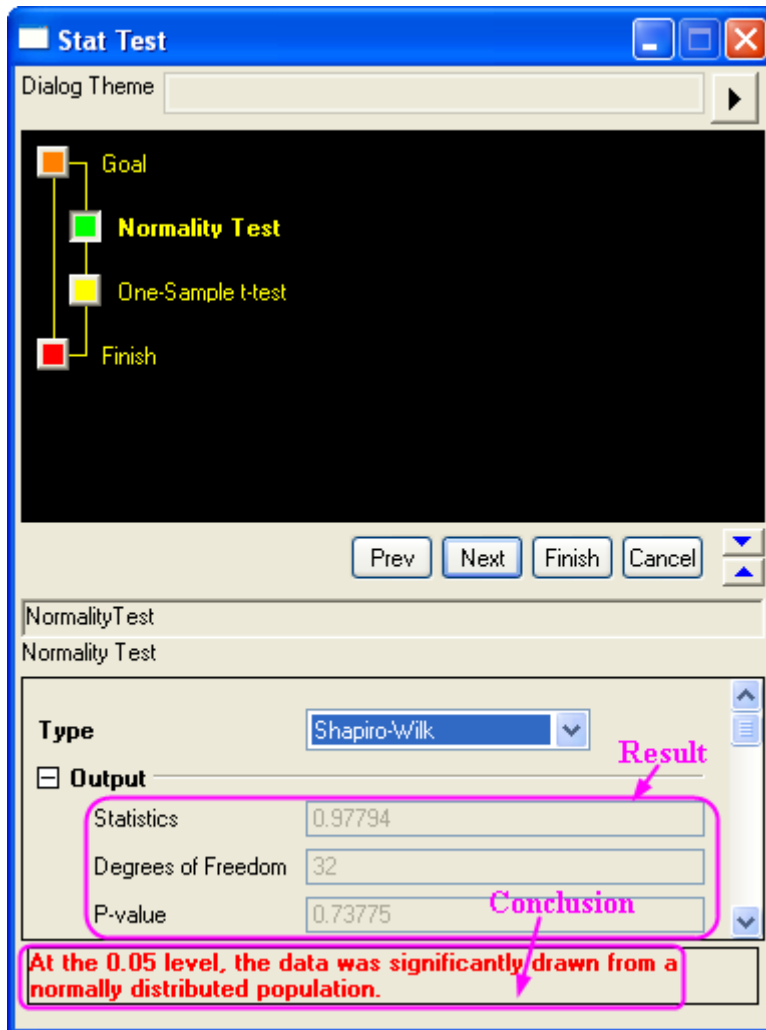 Stat Test
Dialog Theme
Goal
Normality Test
One-Sample t-test
Finish
Prev Next Finish Cancel
NormalityTest
Normality Test
Type Shapiro-Wilk
Result
Output
Statistics 0.97794
Degrees of Freedom 32
P-value 0.73775
Conclusion
At the 0.05 level, the data was significantly drawn from a
normally distributed population.